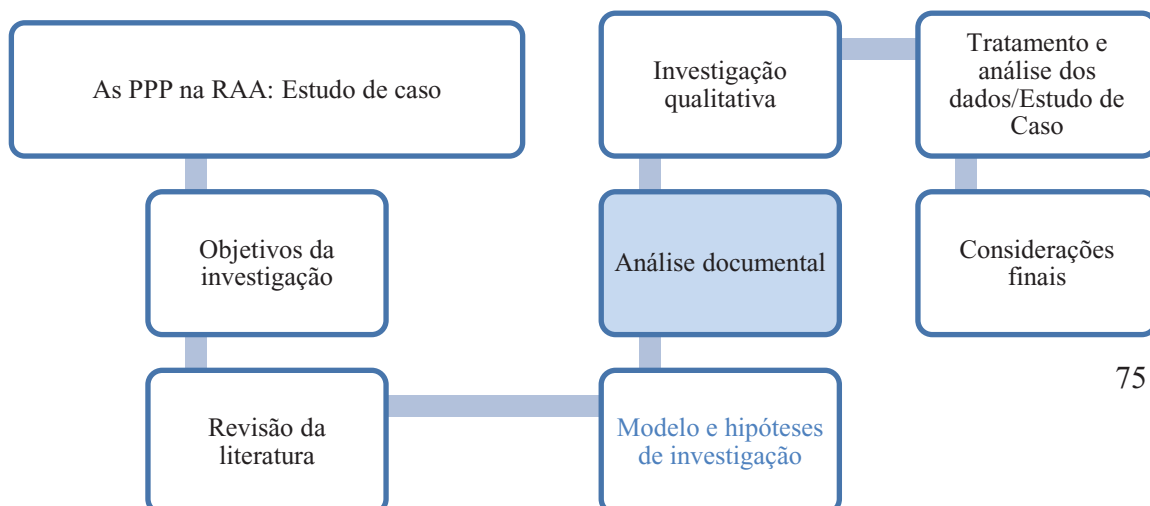 As PPP na RAA: Estudo de caso
Objetivos da
investigação
Revisão da
literatura
Modelo e hipóteses
de investigação
Análise documental
Investigação
qualitativa
Tratamento e
análise dos
dados/Estudo de
Caso
Considerações
finais
75